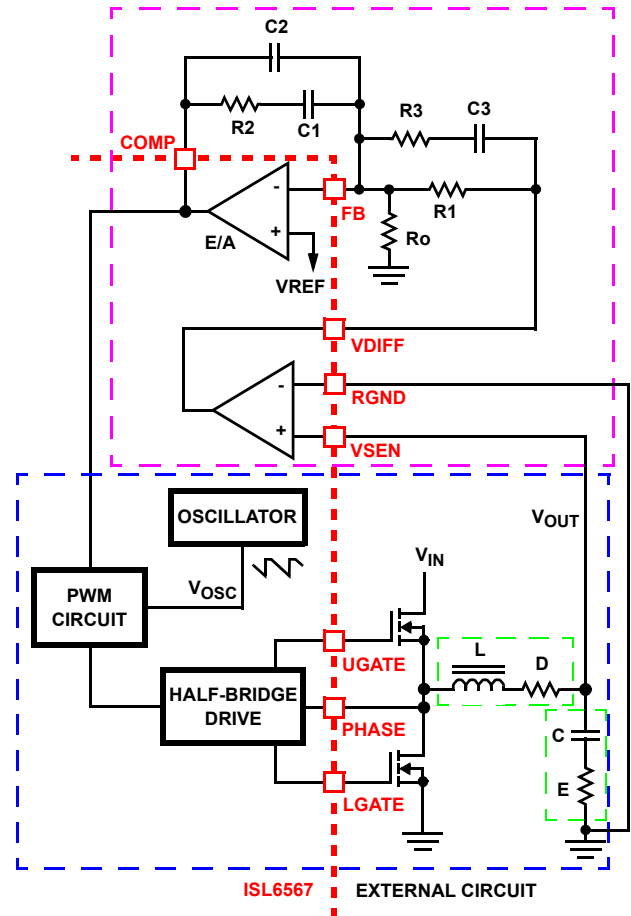 C2
R2
C1
R3
C3
COMP
-
FB
R1
E/A
+
Ro
VREF
VDIFF
-
RGND
+
VSEN
OSCILLATOR
VOUT
VIN
PWM
CIRCUIT
VOSC
UGATE
L
D
HALF-BRIDGE
DRIVE
PHASE
C
E
LGATE
ISL6567
EXTERNAL CIRCUIT